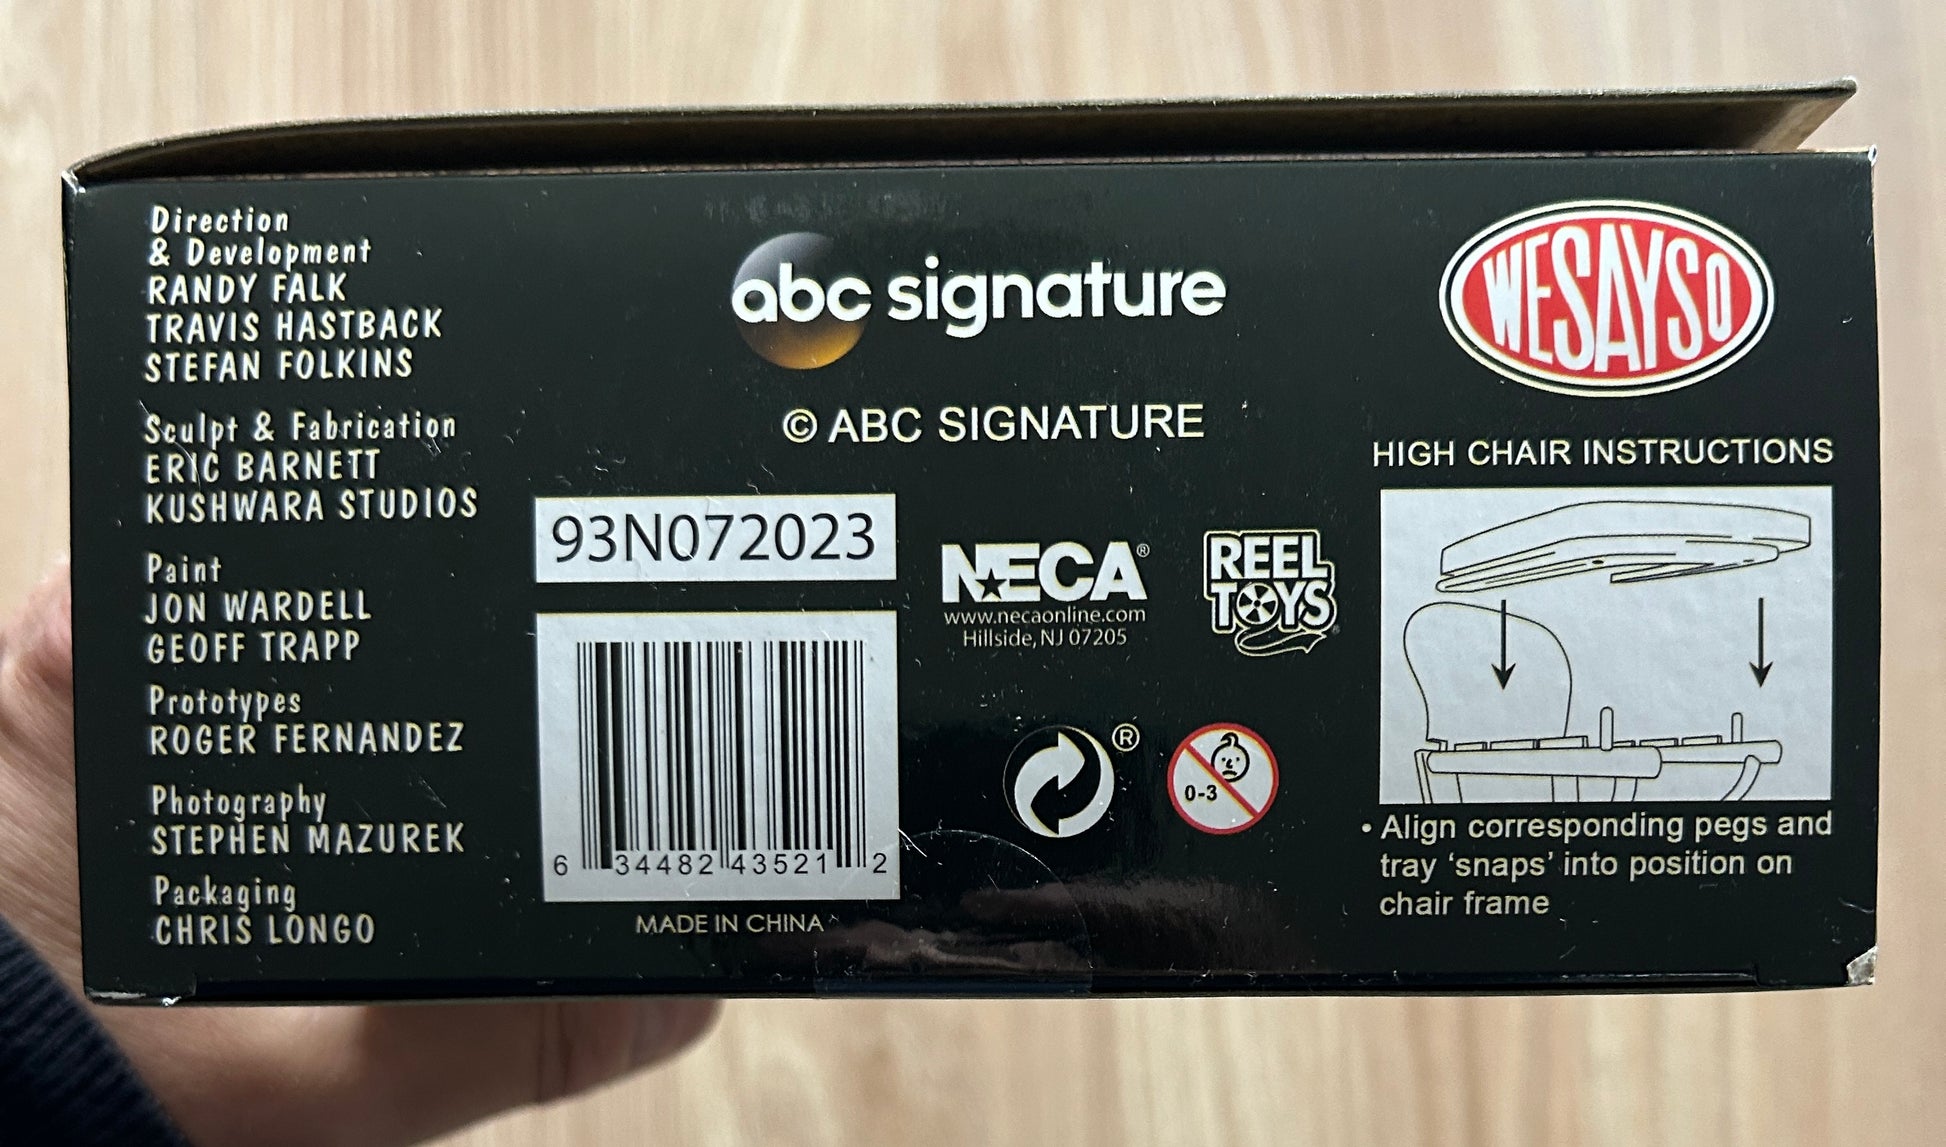 Direction
& Development
RANDY FALK
TRAVIS HASTBACK
STEFAN FOLKINS
Sculpt & Fabrication
ERIC BARNETT
KUSHWARA STUDIOS
Paint
JON WARDELL
GEOFF TRAPP
Prototypes
ROGER FERNANDEZ
Photography
STEPHEN MAZUREK
Packaging
CHRIS LONGO
abc signature
© ABC SIGNATURE
93N072023
6 34482 43521 2
MADE IN CHINA
NECA®
www.necaonline.com
Hillside, NJ 07205
REEL
TOYS®
®
0-3
WESAYSO
HIGH CHAIR INSTRUCTIONS
• Align corresponding pegs and
tray ‘snaps’ into position on
chair frame